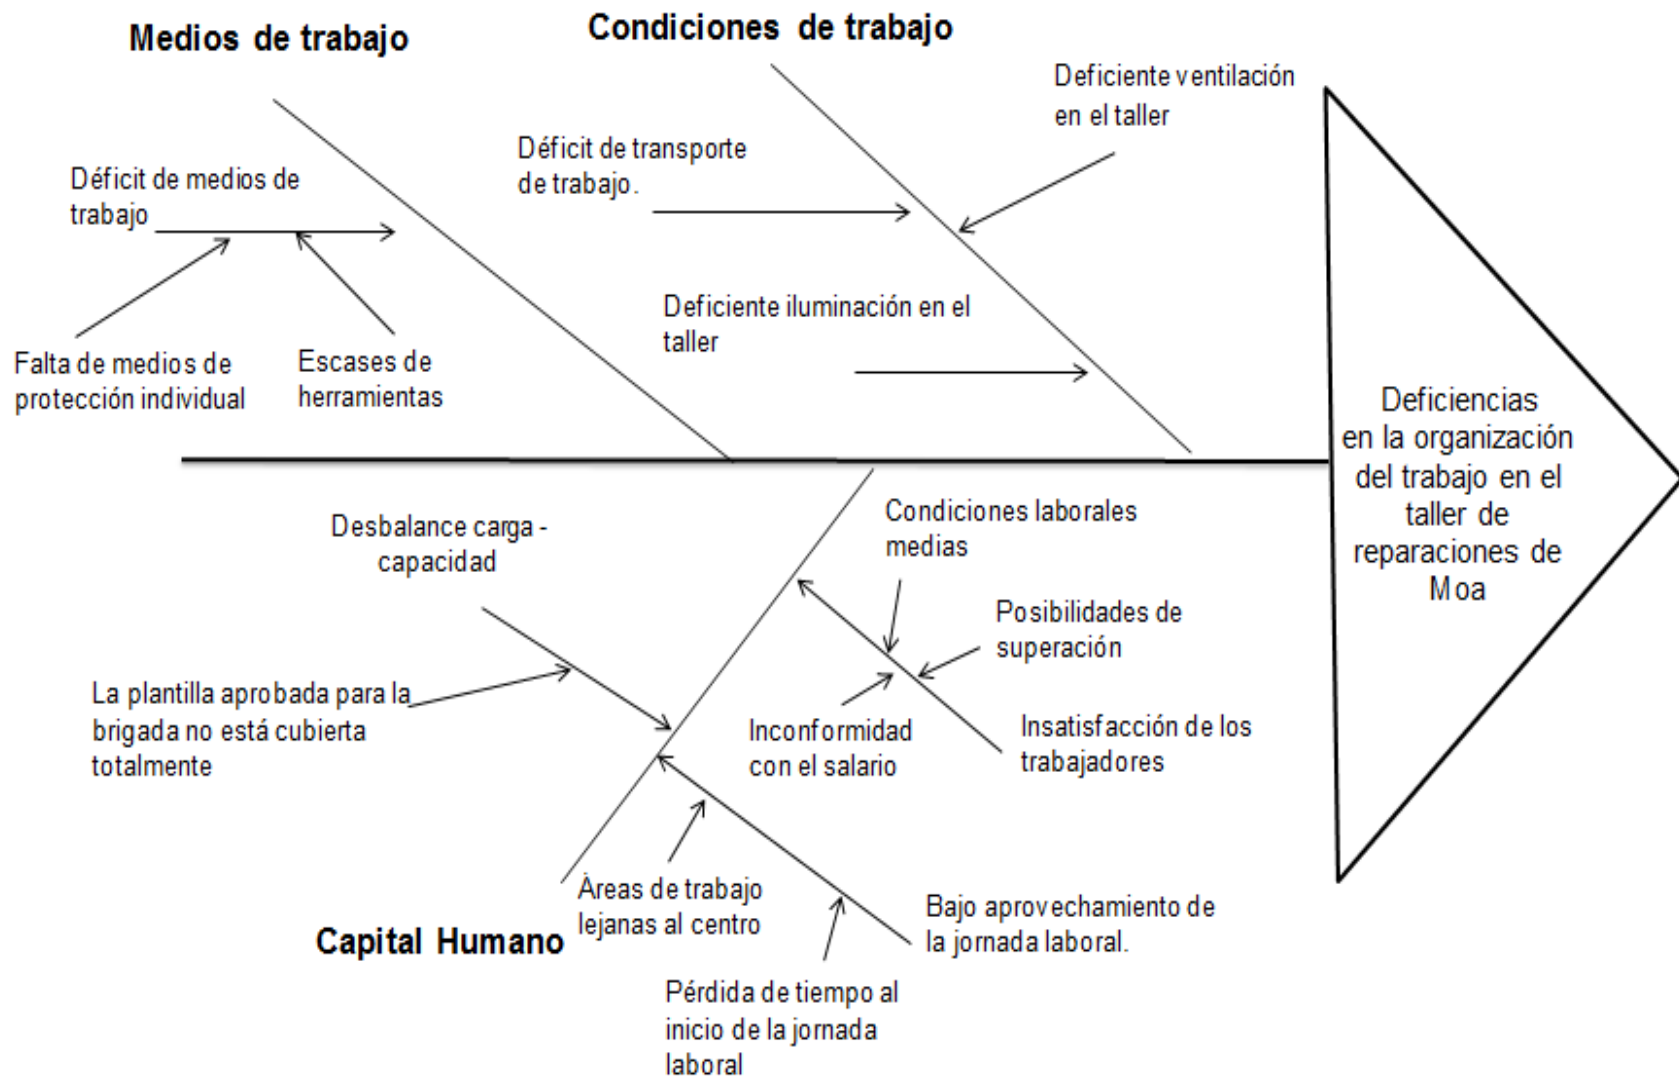 Medios de trabajo
Condiciones de trabajo
Deficiente ventilación
en el taller
Déficit de transporte
de trabajo.
Déficit de medios de
trabajo
Deficiente iluminación en el
taller
Falta de medios de
protección individual
Escases de
herramientas
Deficiencias
en la organización
del trabajo en el
taller de
reparaciones de
Moa
Desbalance carga -
capacidad
Condiciones laborales
medias
Posibilidades de
superación
La plantilla aprobada para la
brigada no está cubierta
totalmente
Inconformidad
con el salario
Insatisfacción de los
trabajadores
Áreas de trabajo
lejanas al centro
Capital Humano
Bajo aprovechamiento de
la jornada laboral.
Pérdida de tiempo al
inicio de la jornada
laboral